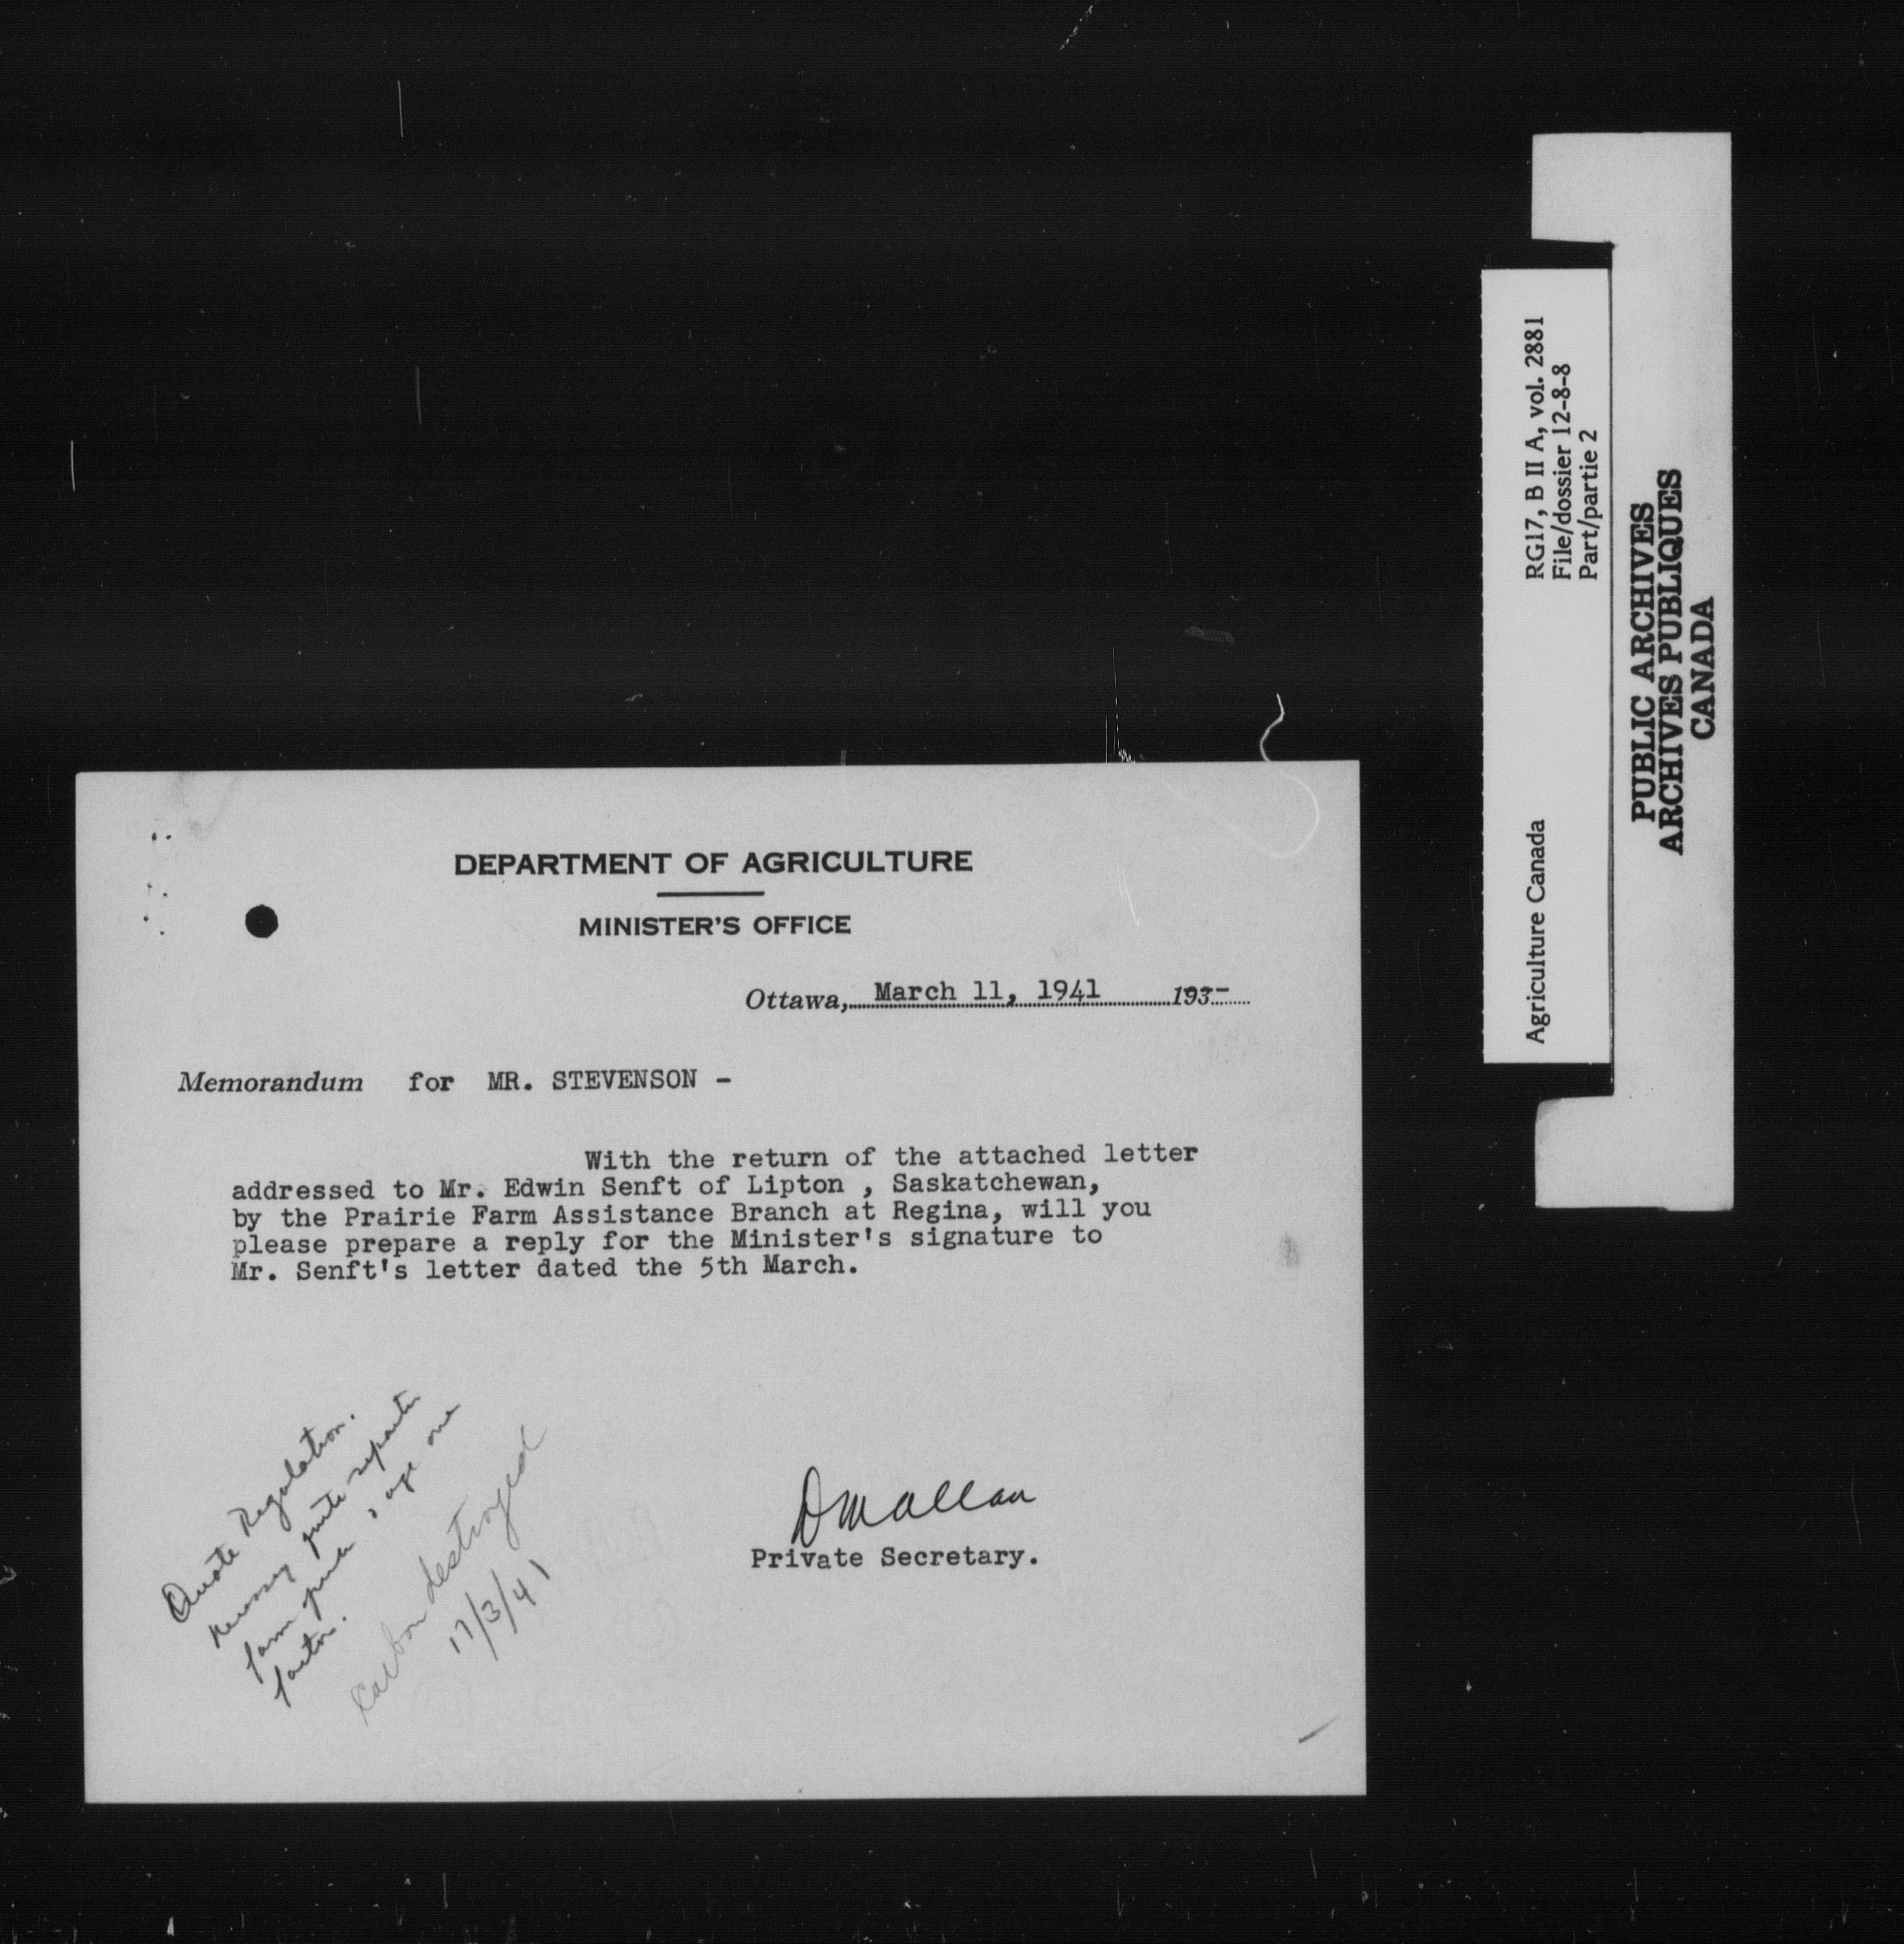 DEPARTMENT OF AGRICULTURE
MINISTER'S OFFICE
Ottawa, March 11, 1941 193-
Memorandum for MR. STEVENSON -
With the return of the attached letter
addressed to Mr. Edwin Senft of Lipton , Saskatchewan,
by the Prairie Farm Assistance Branch at Regina, will you
please prepare a reply for the Minister's signature to
Mr. Senft's letter dated the 5th March.
DMAllan
Private Secretary.
Quote Regulation.
quite
farm
factor.
Carbon destroyed
17/3/41
Agriculture Canada RG17, B II A, vol. 2881
File/dossier 12-8-8
Part/partie 2
PUBLIC ARCHIVES
ARCHIVES PUBLIQUES
CANADA